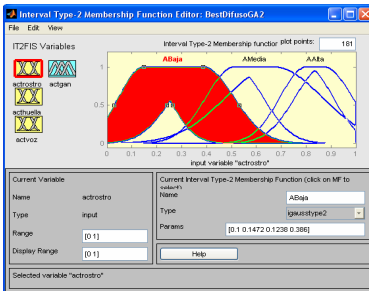 Interval Type-2 Membership Function Editor: BestDifusoGA2
File Edit View
IT2FIS Variables
Interval Type-2 Membership function
plot points: 181
actrostro
actgan
acthuella
actvoz
ABaja
AMedia
AAlta
1
0.5
0
0 0.1 0.2 0.3 0.4 0.5 0.6 0.7 0.8 0.9 1
input variable "actrostro"
Current Variable
Name actrostro
Type input
Range [0 1]
Display Range [0 1]
Current Interval Type-2 Membership Function (click on MF to select)
Name ABaja
Type igausstype2
Params [0.1 0.1472 0.1238 0.386]
Help
Selected variable "actrostro"